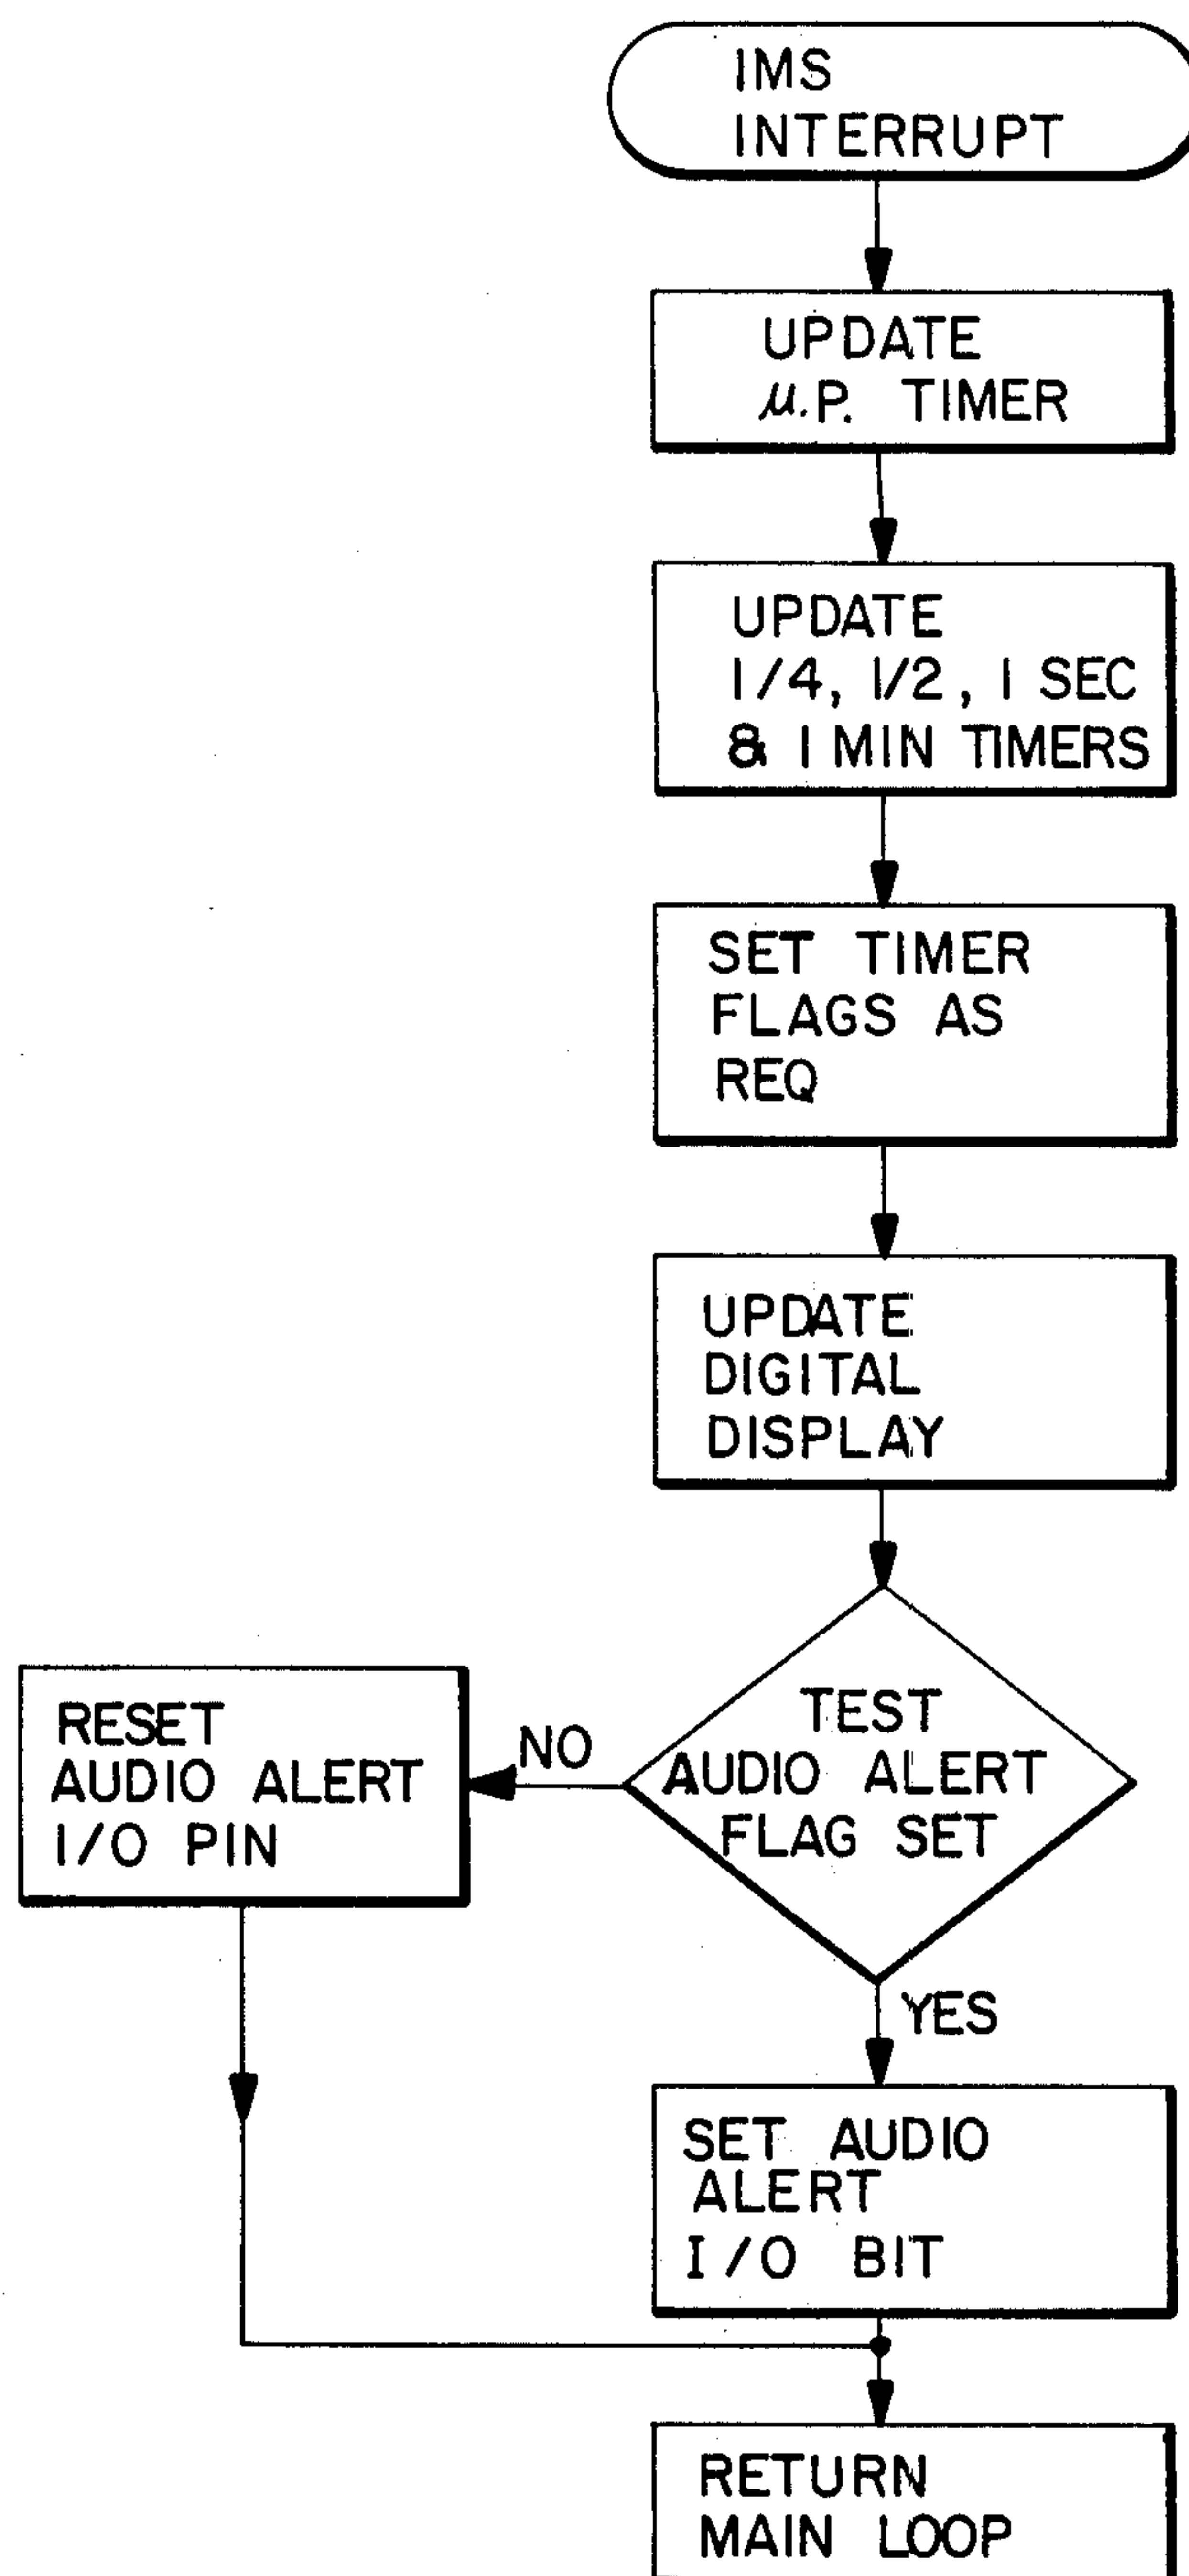 IMS
INTERRUPT
UPDATE
μ.P. TIMER
UPDATE
1/4, 1/2, 1 SEC
& 1 MIN TIMERS
SET TIMER
FLAGS AS
REQ
UPDATE
DIGITAL
DISPLAY
TEST
AUDIO ALERT
FLAG SET
NO
RESET
AUDIO ALERT
I/O PIN
YES
SET AUDIO
ALERT
I/O BIT
RETURN
MAIN LOOP